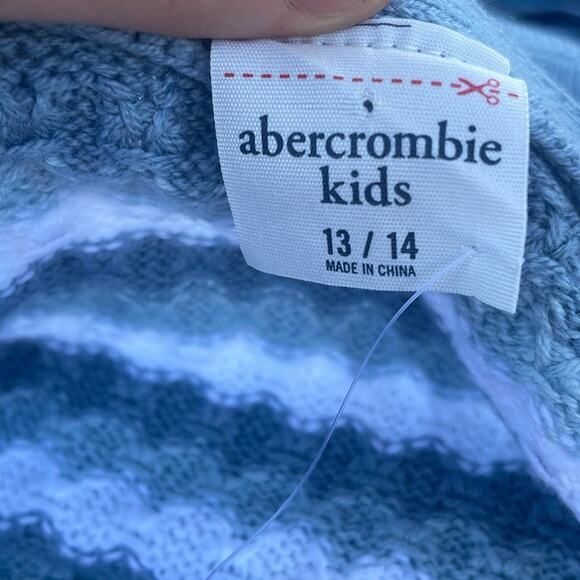 abercrombie
kids
13 / 14
MADE IN CHINA